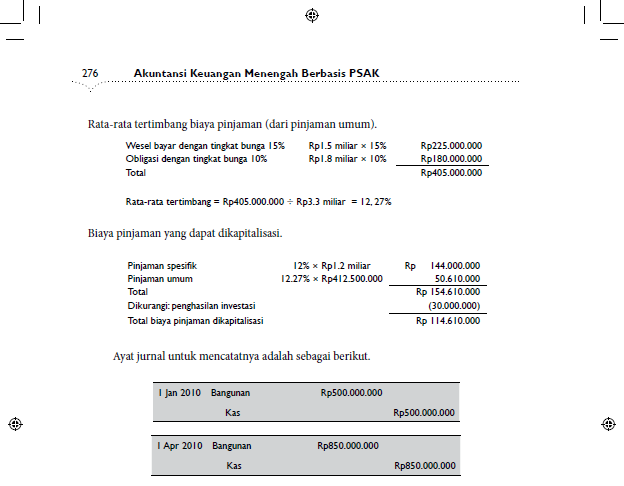 276 Akuntansi Keuangan Menengah Berbasis PSAK
Rata-rata tertimbang biaya pinjaman (dari pinjaman umum).
Wesel bayar dengan tingkat bunga 15% Rp1.5 miliar × 15% Rp225.000.000
Obligasi dengan tingkat bunga 10% Rp1.8 miliar × 10% Rp180.000.000
Total Rp405.000.000
Rata-rata tertimbang = Rp405.000.000 ÷ Rp3.3 miliar = 12,27%
Biaya pinjaman yang dapat dikapitalisasi.
Pinjaman spesifik 12% × Rp1.2 miliar Rp 144.000.000
Pinjaman umum 12.27% × Rp412.500.000 50.610.000
Total Rp 154.610.000
Dikurangi: penghasilan investasi (30.000.000)
Total biaya pinjaman dikapitalisasi Rp 114.610.000
Ayat jurnal untuk mencatatnya adalah sebagai berikut.
1 Jan 2010 Bangunan Rp500.000.000
Kas Rp500.000.000
1 Apr 2010 Bangunan Rp850.000.000
Kas Rp850.000.000